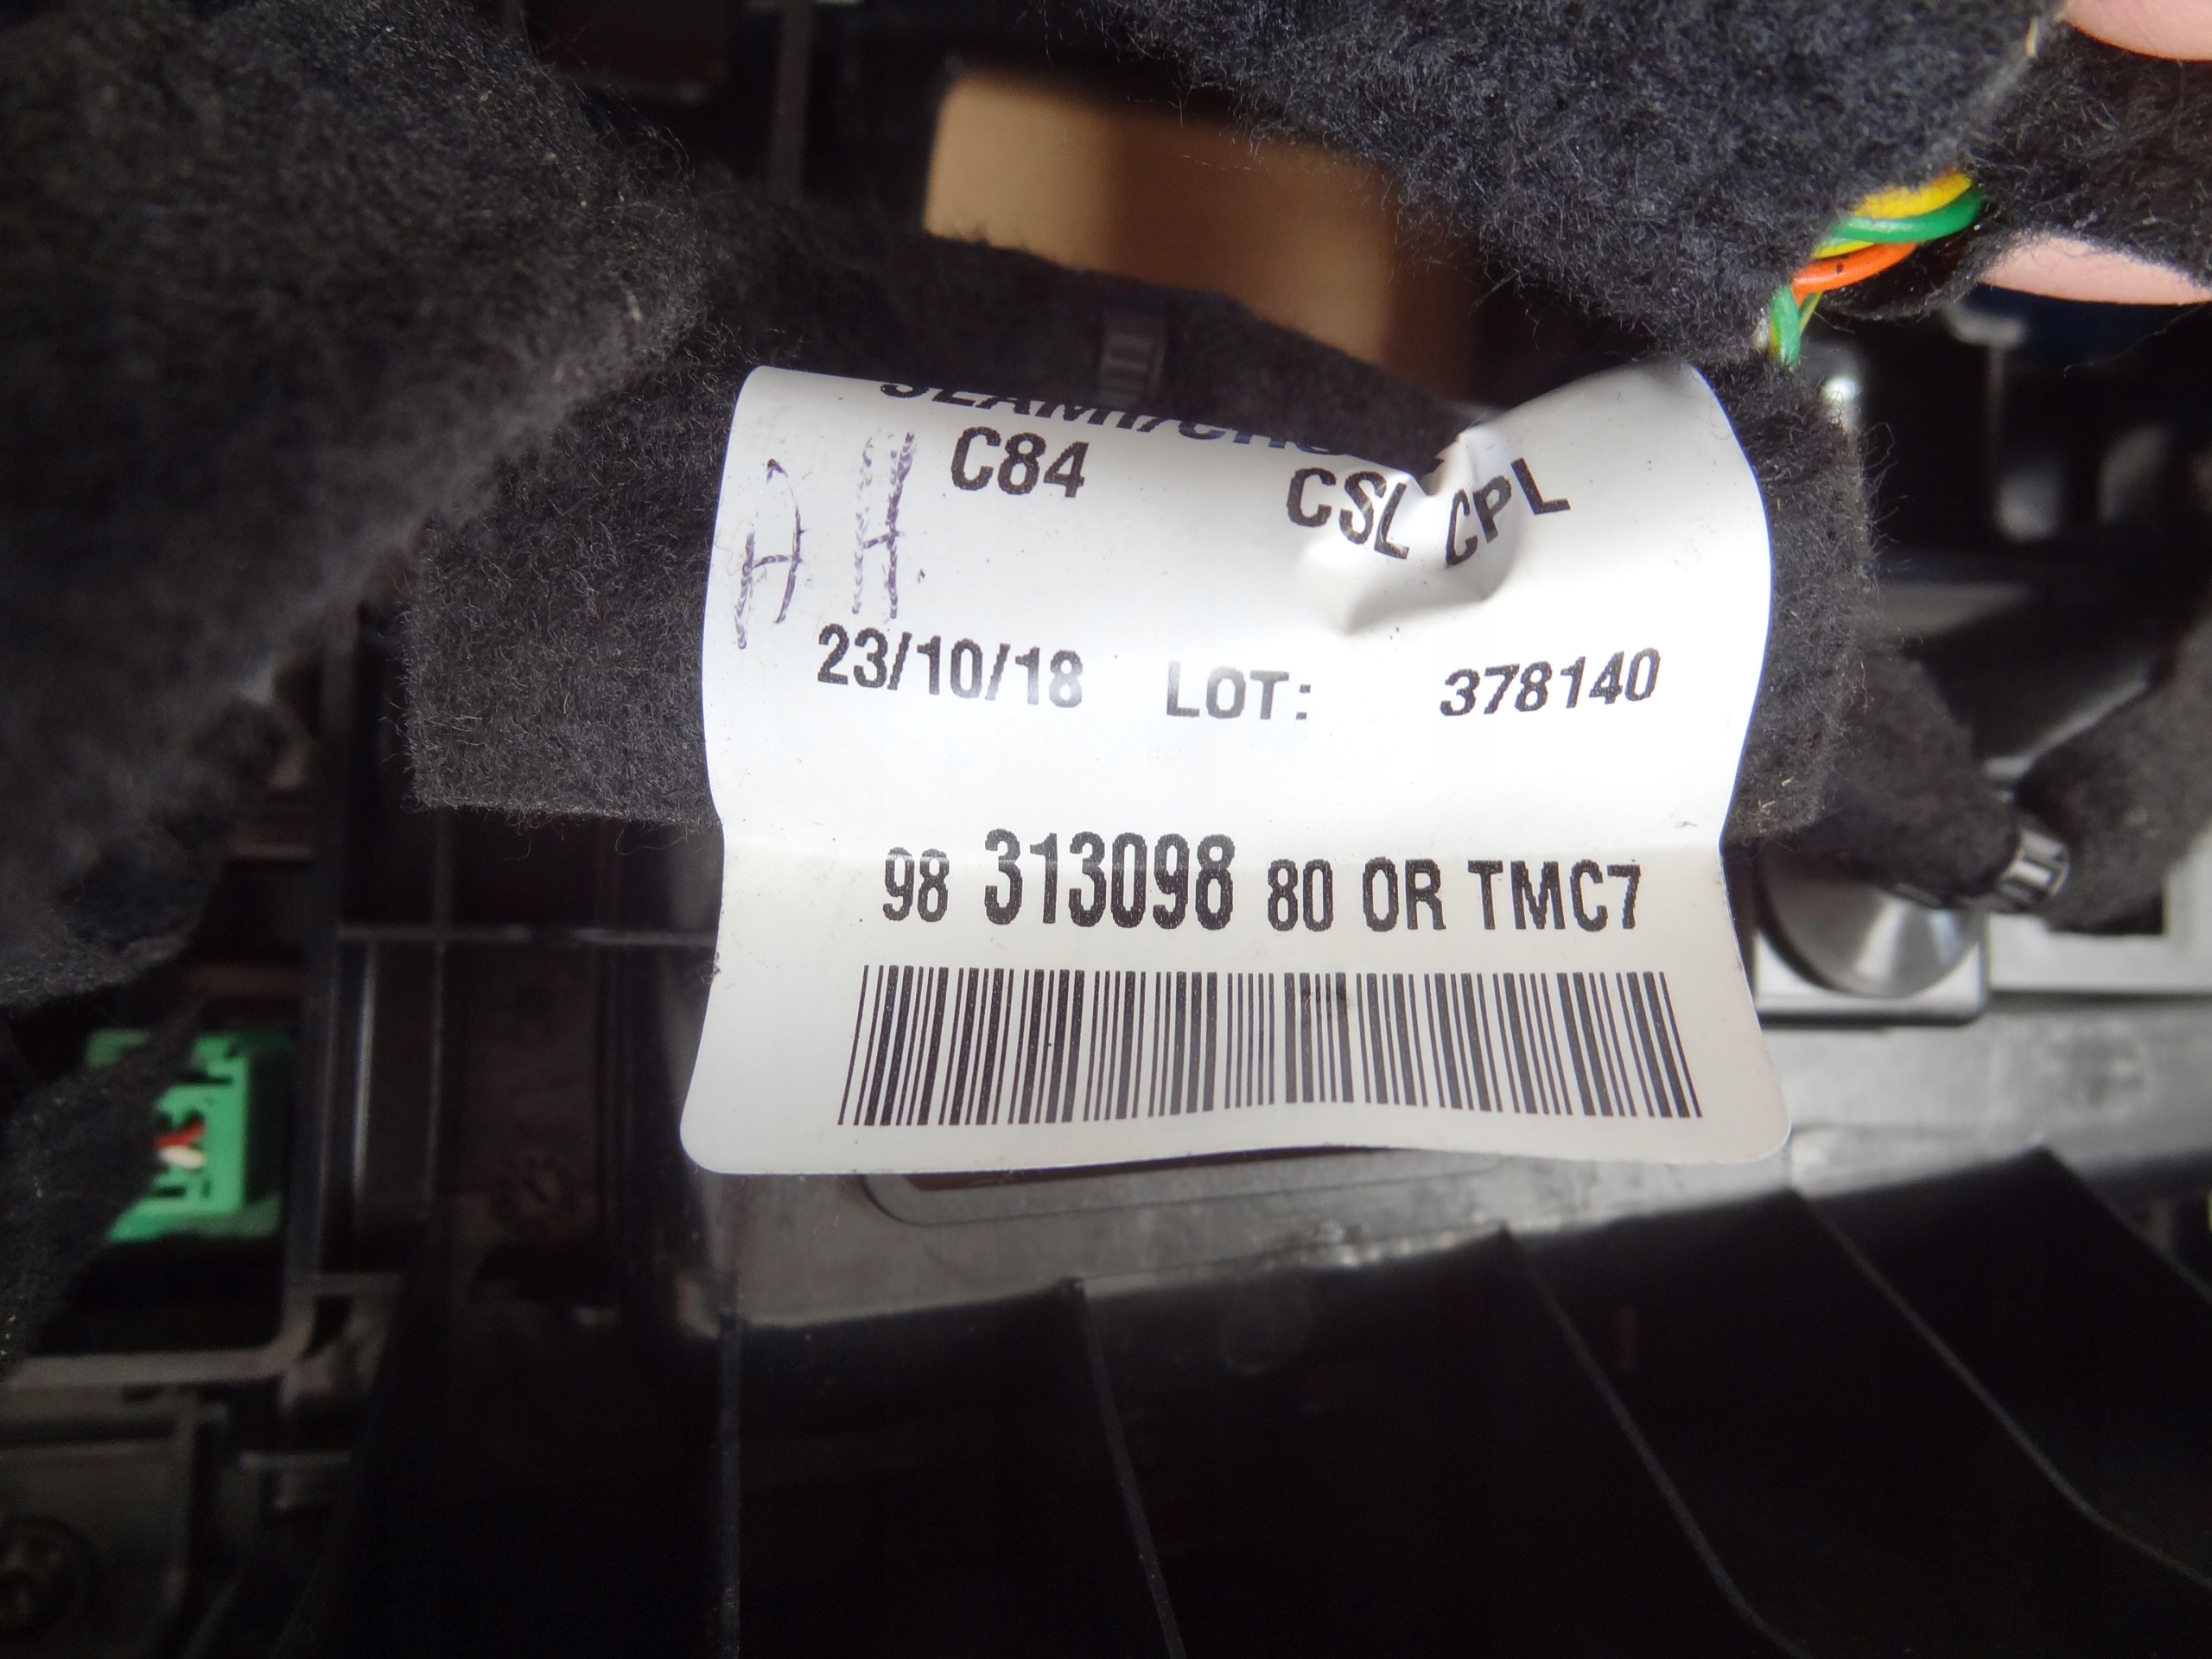 C84 CSL CPL
23/10/18 LOT: 378140
98 313098 80 OR TMC7